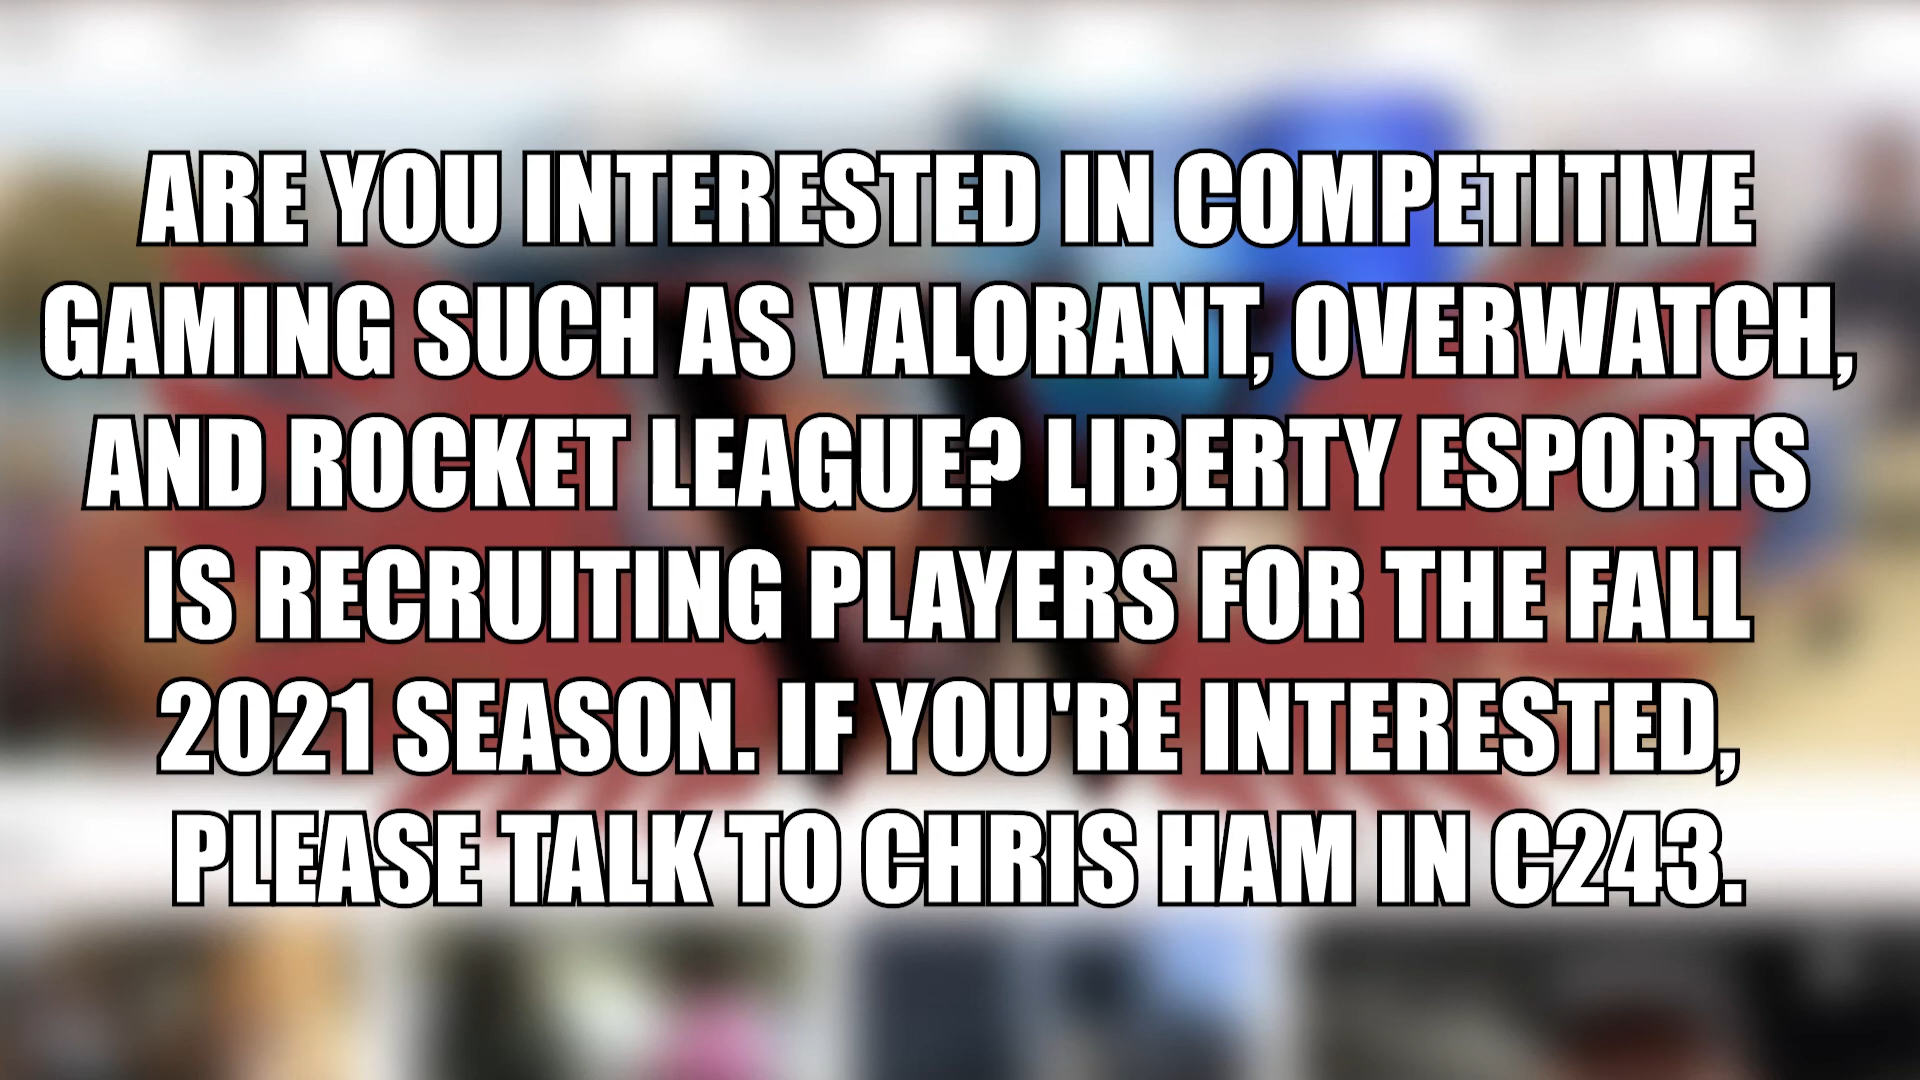 ARE YOU INTERESTED IN COMPETITIVE
GAMING SUCH AS VALORANT, OVERWATCH,
AND ROCKET LEAGUE? LIBERTY ESPORTS
IS RECRUITING PLAYERS FOR THE FALL
2021 SEASON. IF YOU'RE INTERESTED,
PLEASE TALK TO CHRIS HAM IN C243.